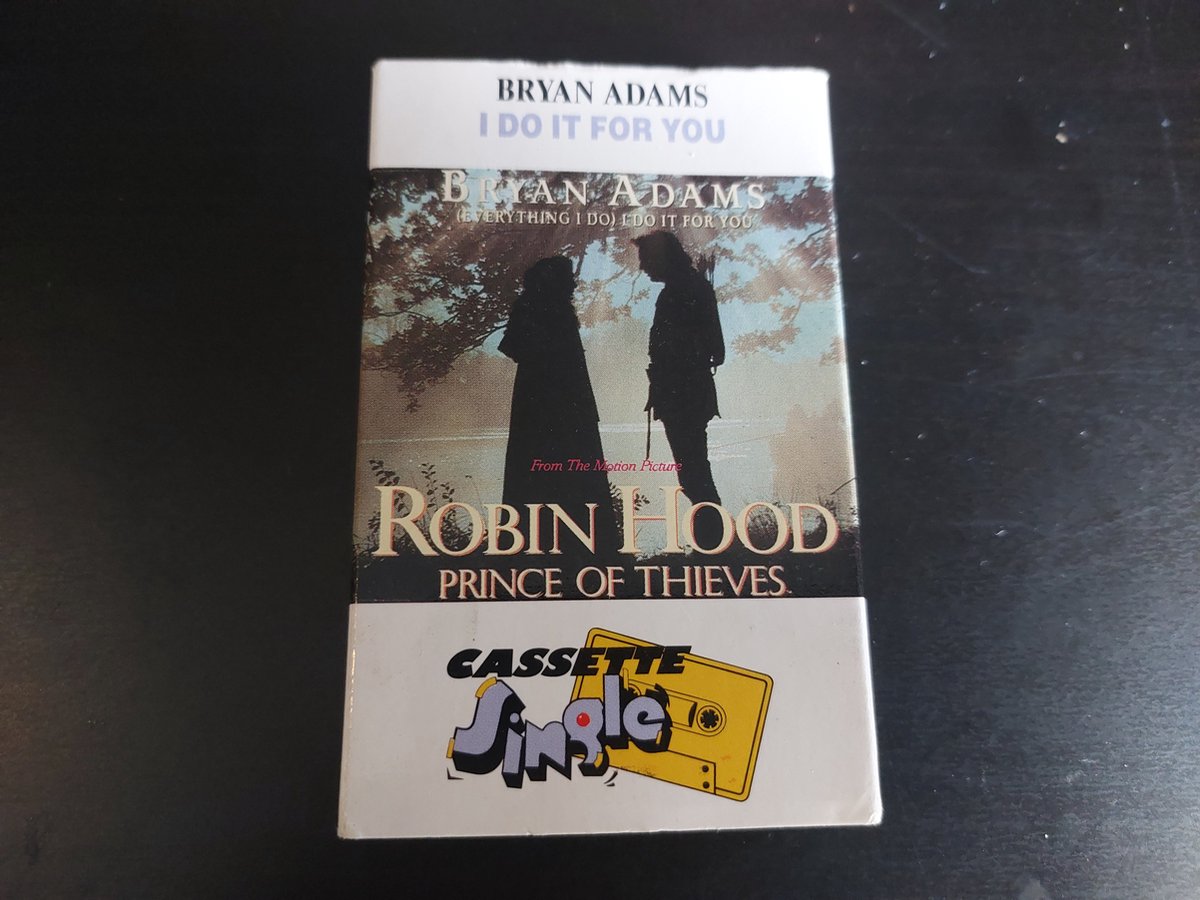 BRYAN ADAMS
I DO IT FOR YOU
BRYAN ADAMS
(EVERYTHING I DO) I DO IT FOR YOU
From The Motion Picture
ROBIN HOOD
PRINCE OF THIEVES
CASSETTE
Single